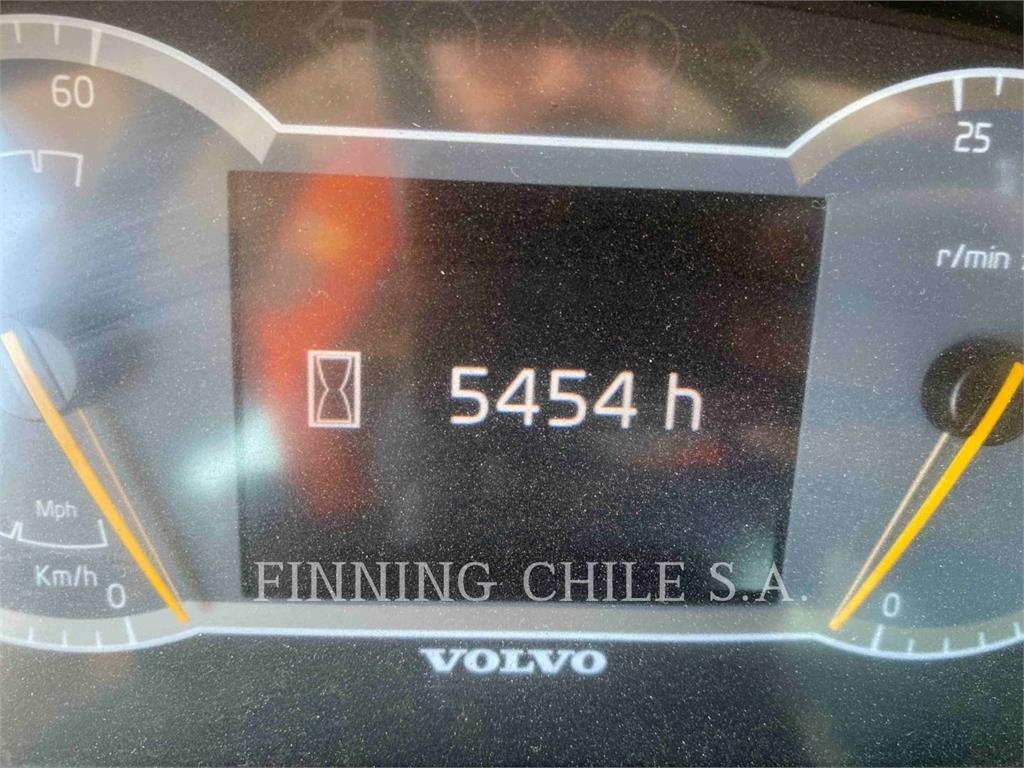 60
25
r/min
5454 h
Mph
Km/h
0
0
FINNING CHILE S.A.
VOLVO